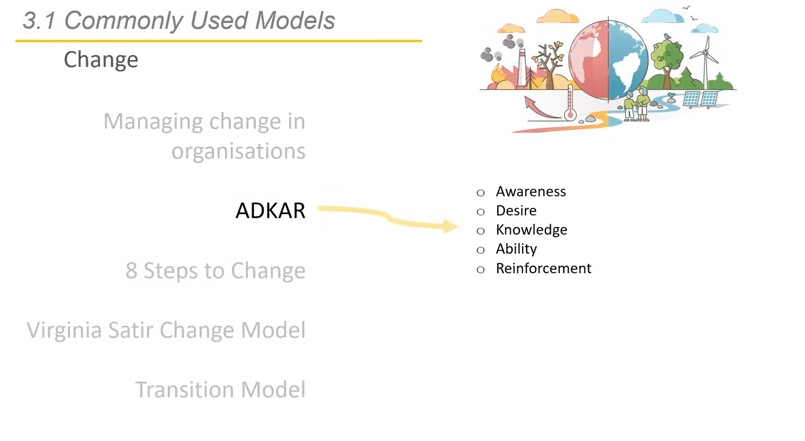 3.1 Commonly Used Models
Change
Managing change in
organisations
ADKAR
o Awareness
o Desire
o Knowledge
o Ability
o Reinforcement
8 Steps to Change
Virginia Satir Change Model
Transition Model